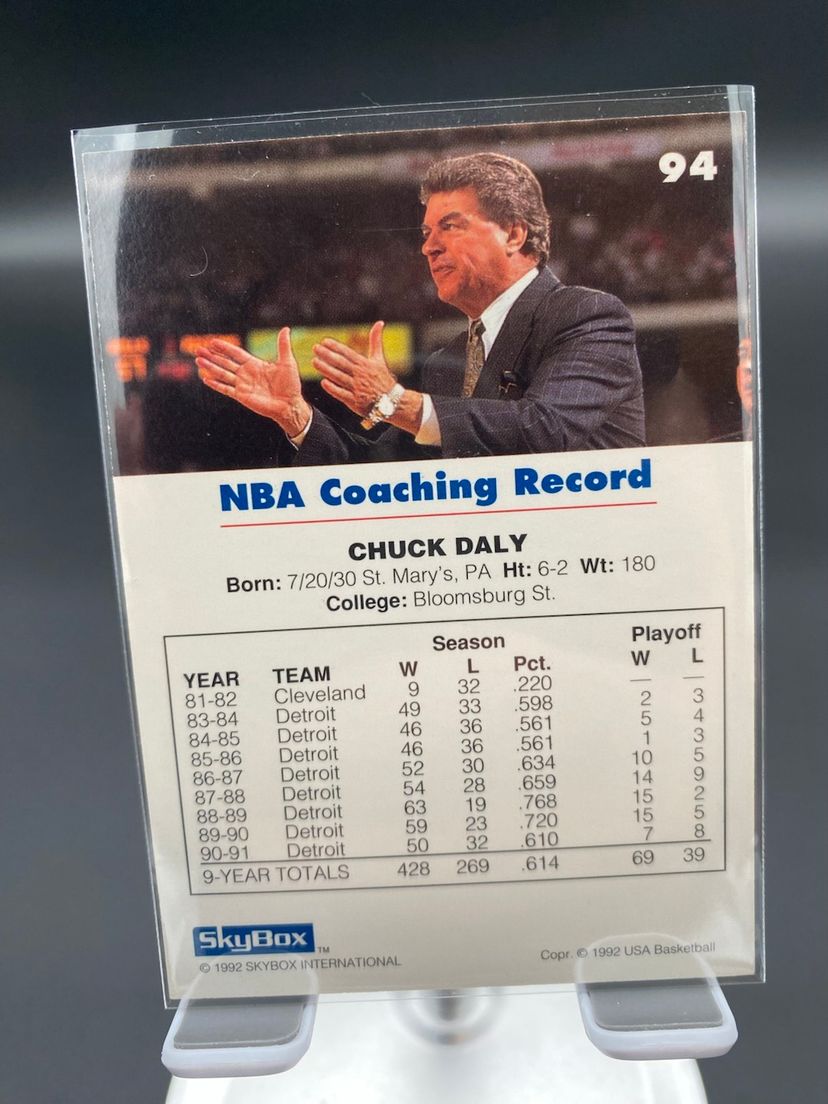 94
NBA Coaching Record
CHUCK DALY
Born: 7/20/30 St. Mary's, PA Ht: 6-2 Wt: 180
College: Bloomsburg St.
Season Playoff
YEAR TEAM W L Pct. W L
81-82 Cleveland 9 32 .220 — —
83-84 Detroit 49 33 .598 2 3
84-85 Detroit 46 36 .561 5 4
85-86 Detroit 46 36 .561 1 3
86-87 Detroit 52 30 .634 10 5
87-88 Detroit 54 28 .659 14 9
88-89 Detroit 63 19 .768 15 2
89-90 Detroit 59 23 .720 15 5
90-91 Detroit 50 32 .610 7 8
9-YEAR TOTALS 428 269 .614 69 39
SkyBox TM
© 1992 SKYBOX INTERNATIONAL Copr. © 1992 USA Basketball